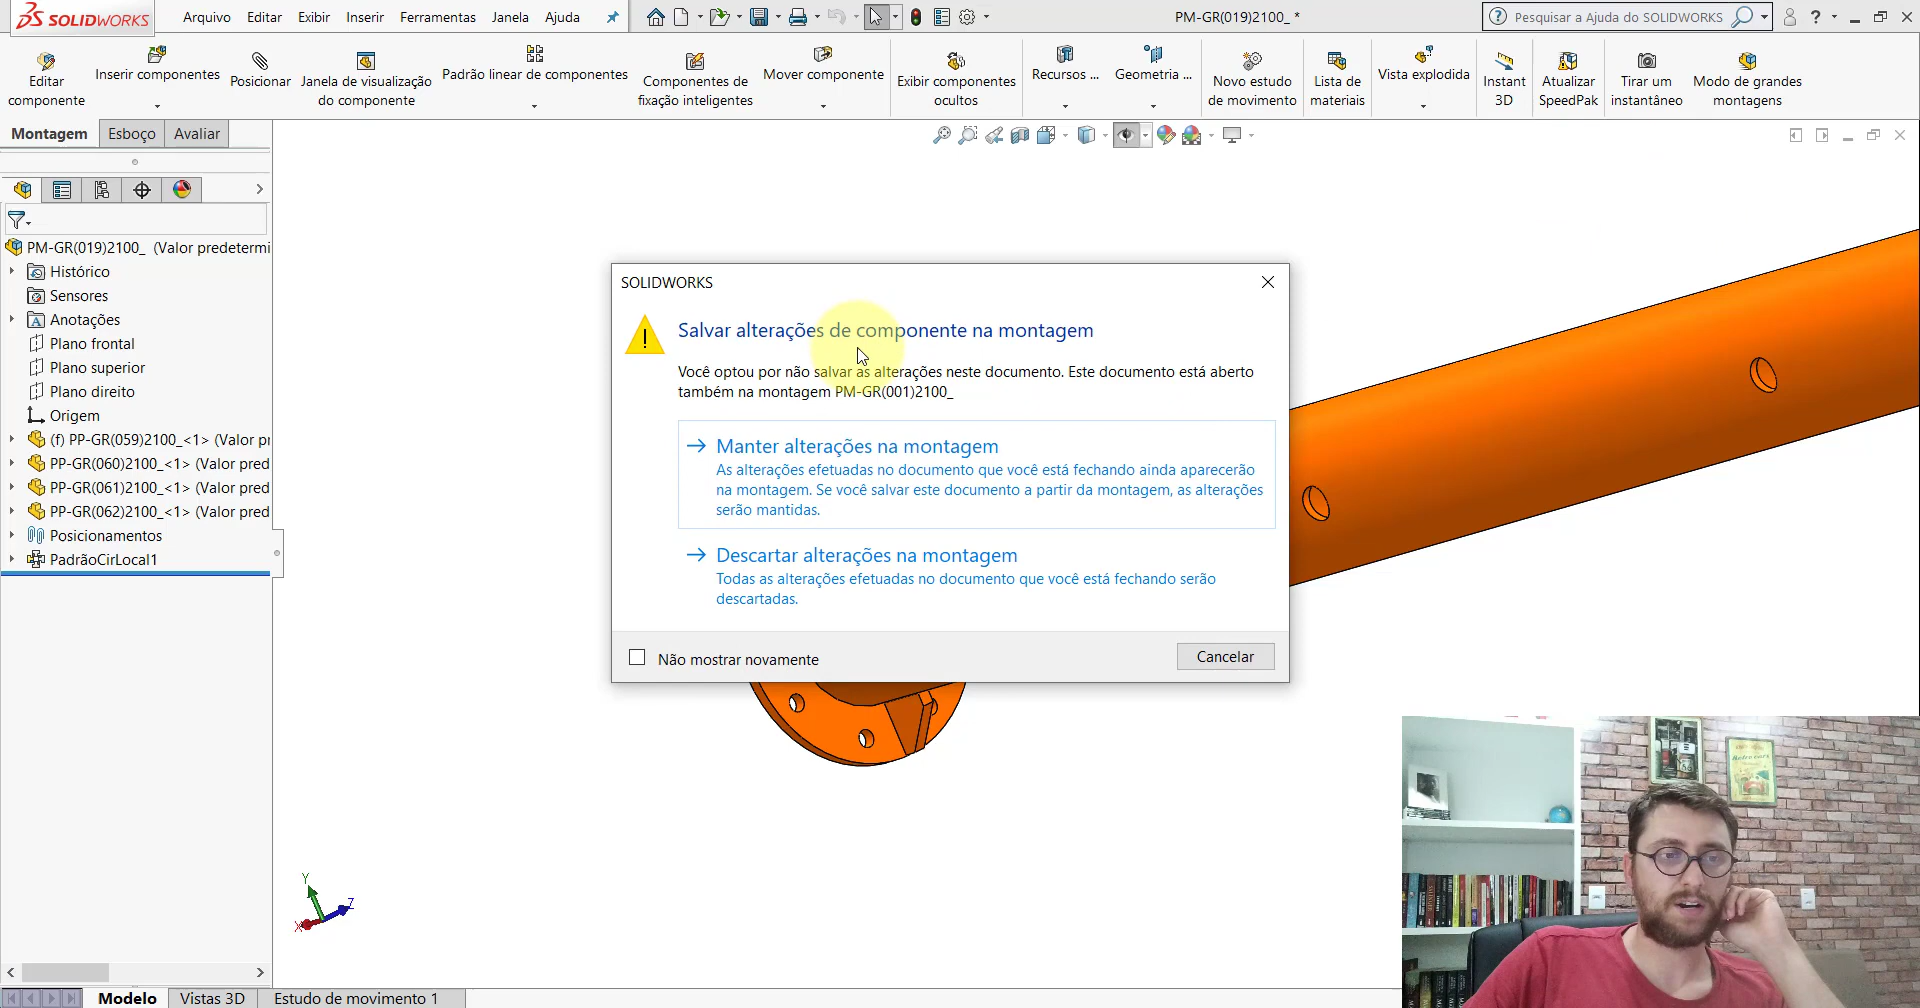 SOLIDWORKS
Arquivo
Editar
Exibir
Inserir
Ferramentas
Janela
Ajuda
PM-GR(019)2100_ *
Pesquisar a Ajuda do SOLIDWORKS
Editar
componente
Inserir componentes
Posicionar
Janela de visualização
do componente
Padrão linear de componentes
Componentes de
fixação inteligentes
Mover componente
Exibir componentes
ocultos
Recursos ...
Geometria ...
Novo estudo
de movimento
Lista de
materiais
Vista explodida
Instant
3D
Atualizar
SpeedPak
Tirar um
instantâneo
Modo de grandes
montagens
Montagem
Esboço
Avaliar
PM-GR(019)2100_ (Valor predetermi
Histórico
Sensores
Anotações
Plano frontal
Plano superior
Plano direito
Origem
(f) PP-GR(059)2100_<1> (Valor pr
PP-GR(060)2100_<1> (Valor pred
PP-GR(061)2100_<1> (Valor pred
PP-GR(062)2100_<1> (Valor pred
Posicionamentos
PadrãoCirLocal1
SOLIDWORKS
Salvar alterações de componente na montagem
Você optou por não salvar as alterações neste documento. Este documento está aberto
também na montagem PM-GR(001)2100_
Manter alterações na montagem
As alterações efetuadas no documento que você está fechando ainda aparecerão
na montagem. Se você salvar este documento a partir da montagem, as alterações
serão mantidas.
Descartar alterações na montagem
Todas as alterações efetuadas no documento que você está fechando serão
descartadas.
Não mostrar novamente
Cancelar
Y
Z
X
Modelo
Vistas 3D
Estudo de movimento 1